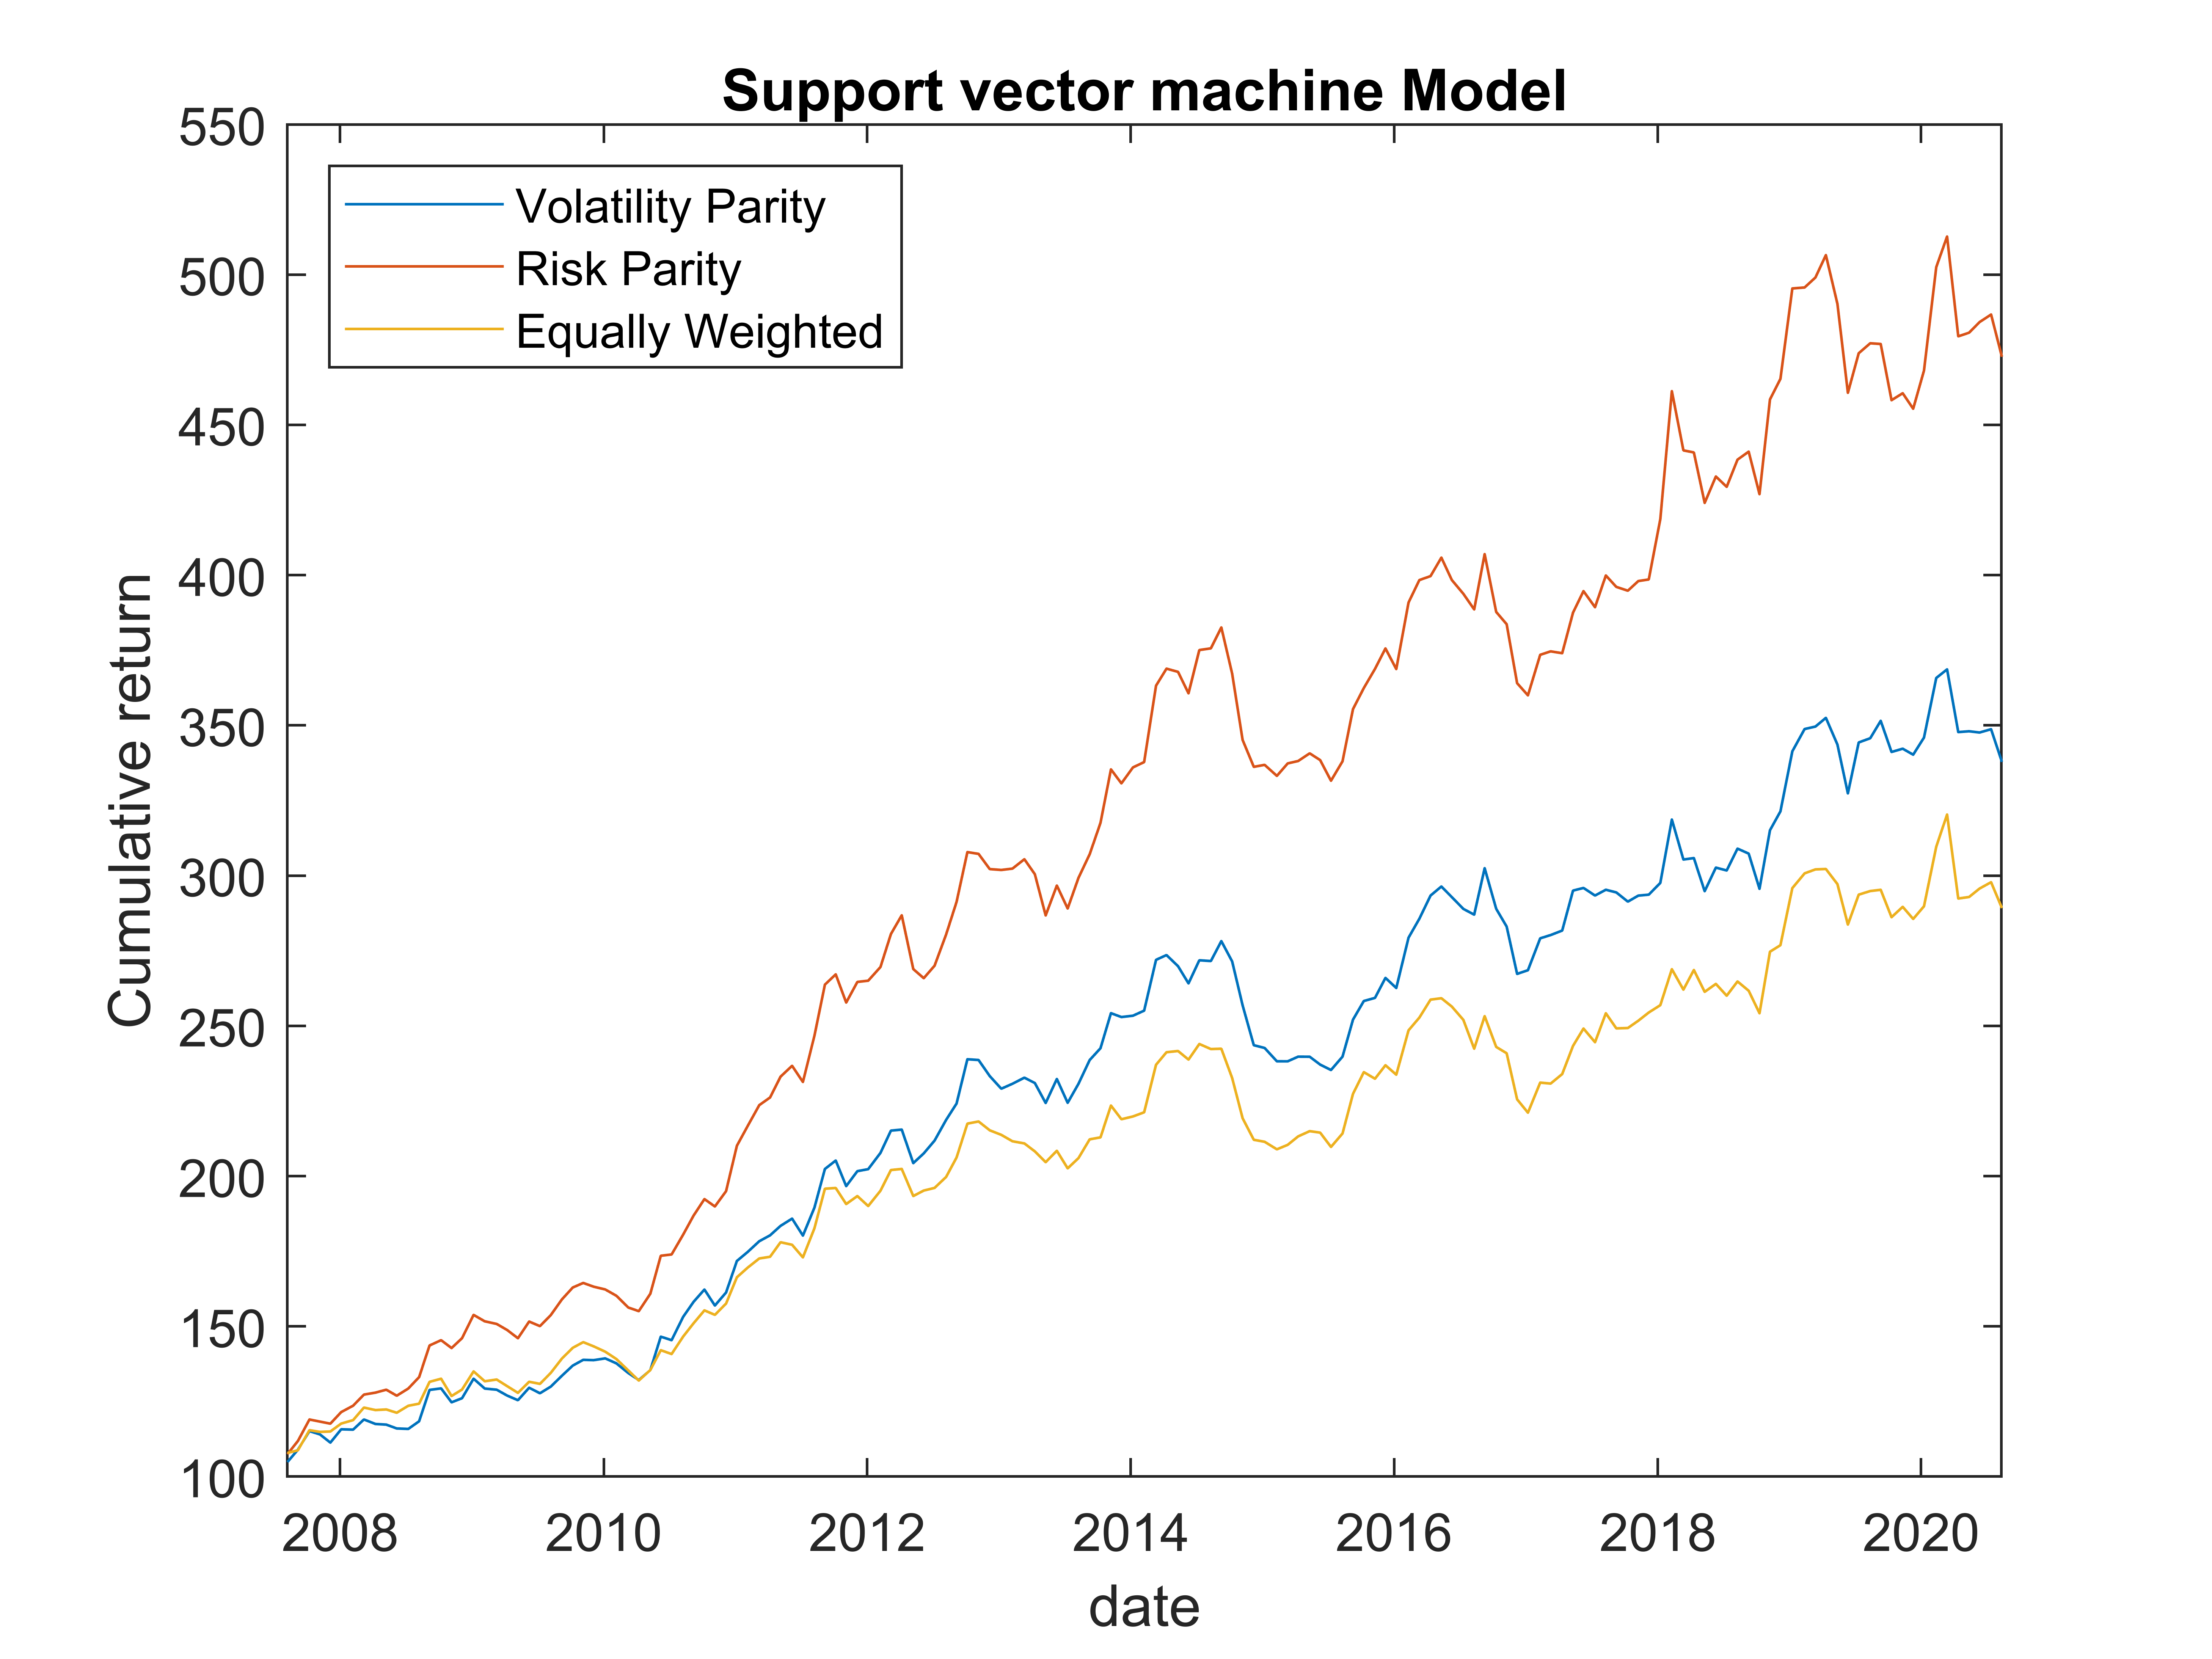 Support vector machine Model
550
500
450
400
350
300
250
200
150
100
Cumulative return
Volatility Parity
Risk Parity
Equally Weighted
2008 2010 2012 2014 2016 2018 2020
date